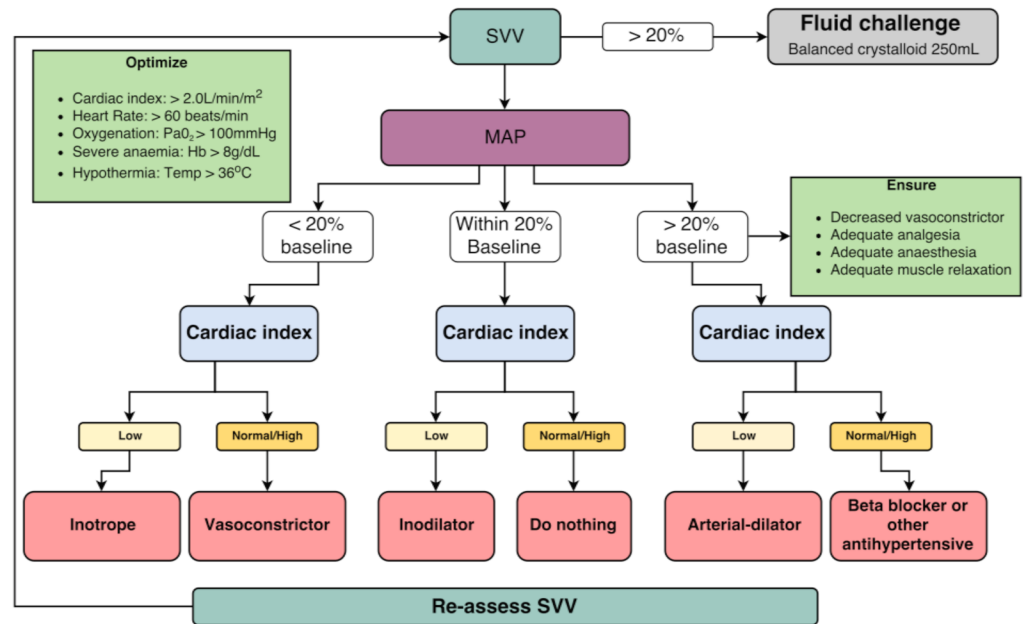 SVV
> 20%
Fluid challenge
Balanced crystalloid 250mL
Optimize
• Cardiac index: > 2.0L/min/m²
• Heart Rate: > 60 beats/min
• Oxygenation: Pa0₂ > 100mmHg
• Severe anaemia: Hb > 8g/dL
• Hypothermia: Temp > 36⁰C
MAP
< 20%
baseline
Within 20%
Baseline
> 20%
baseline
Ensure
• Decreased vasoconstrictor
• Adequate analgesia
• Adequate anaesthesia
• Adequate muscle relaxation
Cardiac index
Cardiac index
Cardiac index
Low
Normal/High
Low
Normal/High
Low
Normal/High
Inotrope
Vasoconstrictor
Inodilator
Do nothing
Arterial-dilator
Beta blocker or
other
antihypertensive
Re-assess SVV